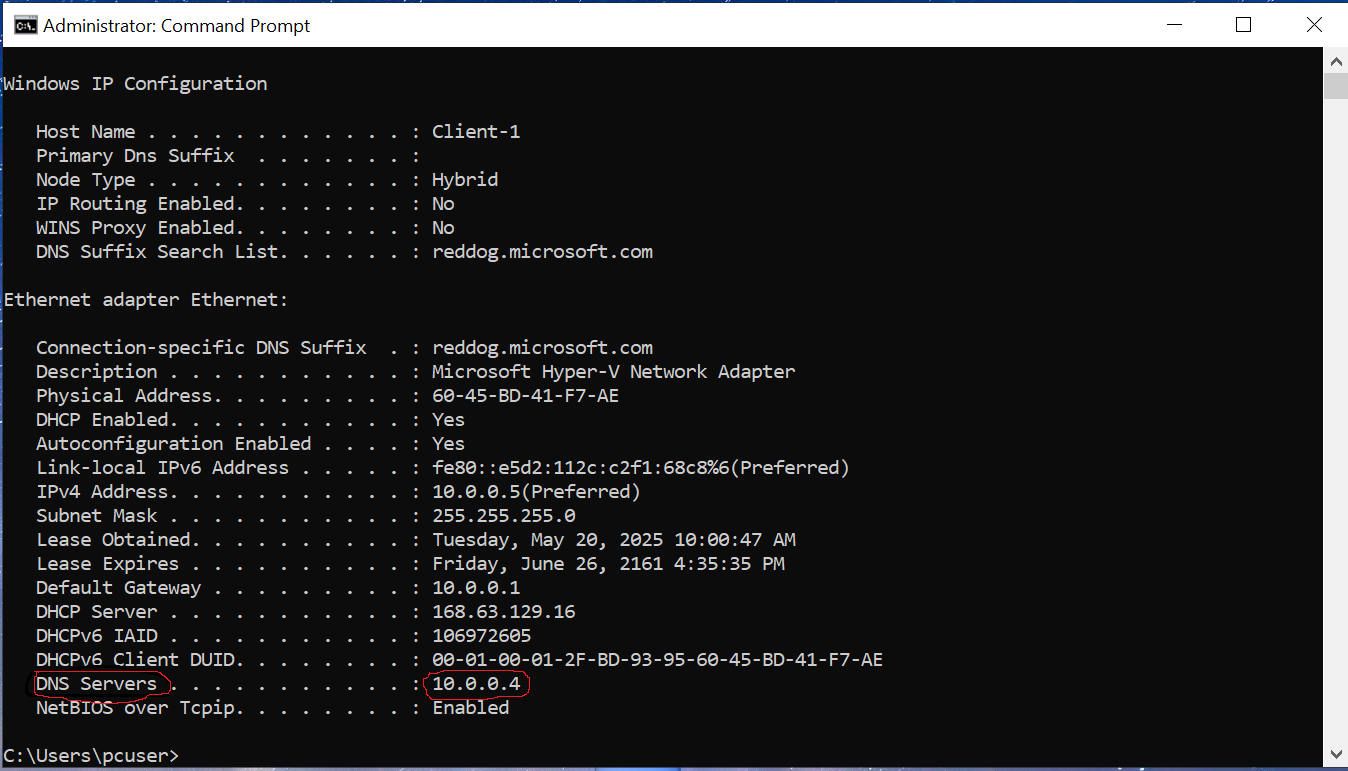 Administrator: Command Prompt
Windows IP Configuration
Host Name . . . . . . . . . . . . : Client-1
Primary Dns Suffix  . . . . . . . :
Node Type . . . . . . . . . . . . : Hybrid
IP Routing Enabled. . . . . . . . : No
WINS Proxy Enabled. . . . . . . . : No
DNS Suffix Search List. . . . . . : reddog.microsoft.com
Ethernet adapter Ethernet:
Connection-specific DNS Suffix  . : reddog.microsoft.com
Description . . . . . . . . . . . : Microsoft Hyper-V Network Adapter
Physical Address. . . . . . . . . : 60-45-BD-41-F7-AE
DHCP Enabled. . . . . . . . . . . : Yes
Autoconfiguration Enabled . . . . : Yes
Link-local IPv6 Address . . . . . : fe80::e5d2:112c:c2f1:68c8%6(Preferred)
IPv4 Address. . . . . . . . . . . : 10.0.0.5(Preferred)
Subnet Mask . . . . . . . . . . . : 255.255.255.0
Lease Obtained. . . . . . . . . . : Tuesday, May 20, 2025 10:00:47 AM
Lease Expires . . . . . . . . . . : Friday, June 26, 2161 4:35:35 PM
Default Gateway . . . . . . . . . : 10.0.0.1
DHCP Server . . . . . . . . . . . : 168.63.129.16
DHCPv6 IAID . . . . . . . . . . . : 106972605
DHCPv6 Client DUID. . . . . . . . : 00-01-00-01-2F-BD-93-95-60-45-BD-41-F7-AE
DNS Servers . . . . . . . . . . . : 10.0.0.4
NetBIOS over Tcpip. . . . . . . . : Enabled
C:\Users\pcuser>